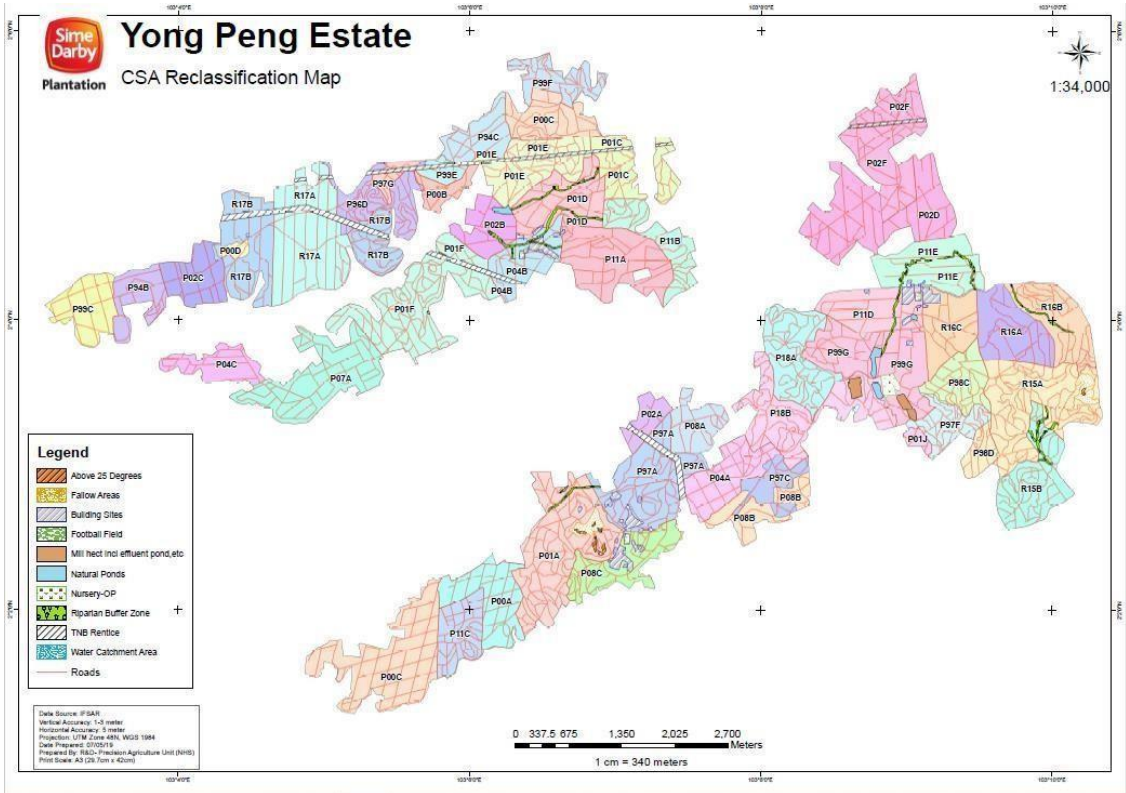 Sime
Darby
Plantation
Yong Peng Estate
CSA Reclassification Map
1:34,000
P99F
P00C
P94C
P01E
P01C
P01E
P99E
P01E
P01C
P97G
P00B
P01D
R17A
R17B
P96D
R17B
P02B
P01D
P00D
R17A
R17B
P01F
P11B
P11A
P02C
R17B
P04B
P94B
P04B
P99C
P01F
P04C
P07A
P02F
P02F
P02D
P11E
P11E
P11D
R16B
R16C
R16A
P99G
P18A
P99G
P98C
R15A
P18B
P97F
P01J
P98D
R15B
P02A
P97A
P08A
P97A
P97A
P04A
P97C
P08B
P08B
P01A
P08C
P00A
P11C
P00C
Legend
Above 25 Degrees
Fallow Areas
Building Sites
Football Field
Mill hect incl effluent pond,etc
Natural Ponds
Nursery-OP
Riparian Buffer Zone
TNB Rentice
Water Catchment Area
Roads
Data Source: IFSAR
Vertical Accuracy: 1-3 meter
Horizontal Accuracy: 5 meter
Projection: UTM Zone 48N, WGS 1984
Date Prepared: 07/05/19
Prepared By: R&D- Precision Agriculture Unit (NHS)
Print Scale: A3 (29.7cm x 42cm)
0 337.5 675 1,350 2,025 2,700
Meters
1 cm = 340 meters